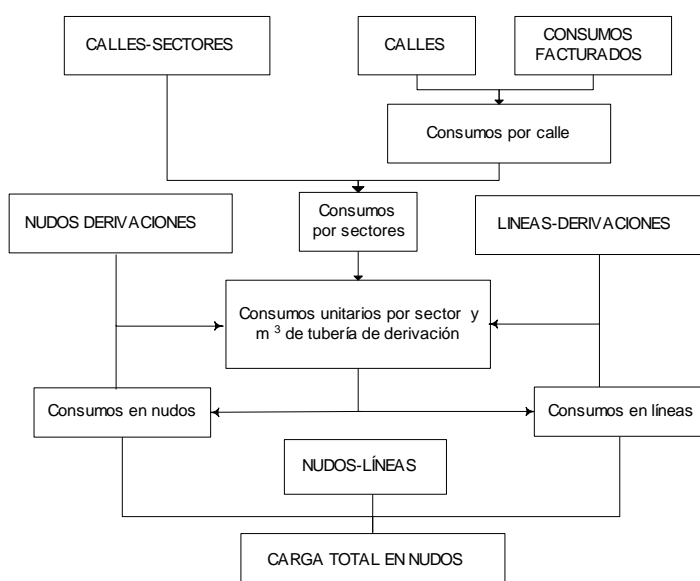 CALLES-SECTORES
CALLES
CONSUMOS
FACTURADOS
Consumos por calle
NUDOS DERIVACIONES
Consumos
por sectores
LINEAS-DERIVACIONES
Consumos unitarios por sector y
m ³ de tubería de derivación
Consumos en nudos
Consumos en líneas
NUDOS-LÍNEAS
CARGA TOTAL EN NUDOS